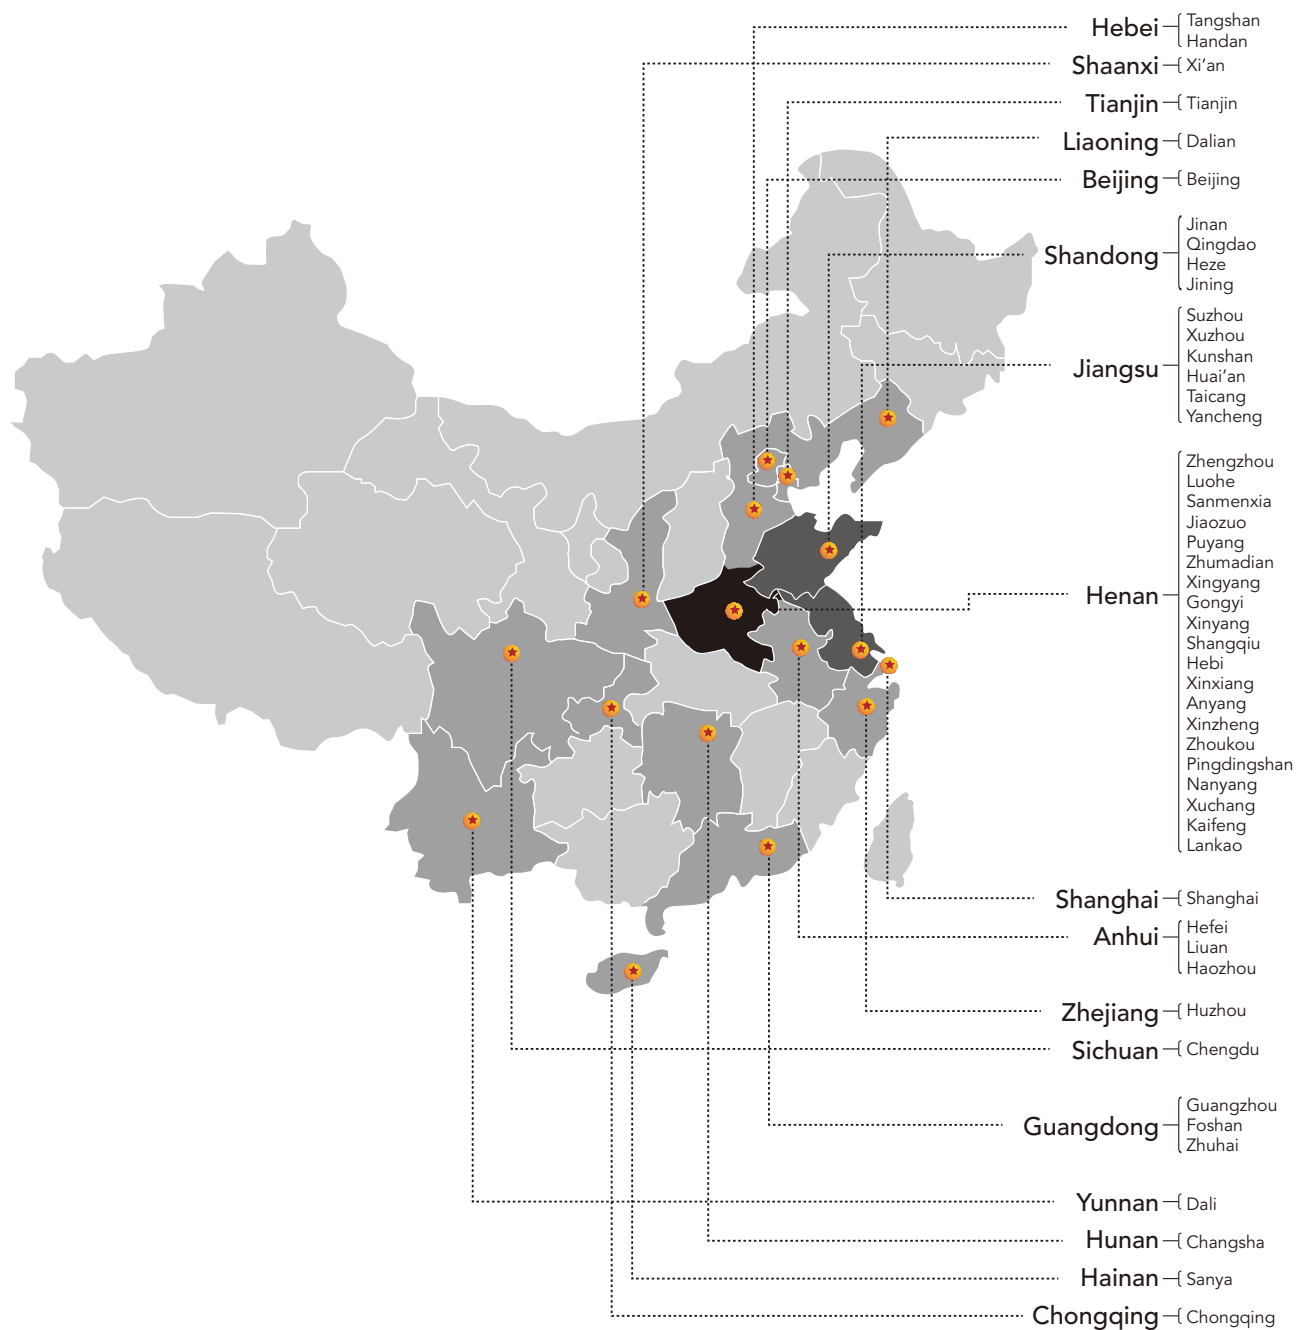 Hebei
Tangshan
Handan
Shaanxi
Xi'an
Tianjin
Tianjin
Liaoning
Dalian
Beijing
Beijing
Shandong
Jinan
Qingdao
Heze
Jining
Jiangsu
Suzhou
Xuzhou
Kunshan
Huai'an
Taicang
Yancheng
Henan
Zhengzhou
Luohe
Sanmenxia
Jiaozuo
Puyang
Zhumadian
Xingyang
Gongyi
Xinyang
Shangqiu
Hebi
Xinxiang
Anyang
Xinzheng
Zhoukou
Pingdingshan
Nanyang
Xuchang
Kaifeng
Lankao
Shanghai
Shanghai
Anhui
Hefei
Liuan
Haozhou
Zhejiang
Huzhou
Sichuan
Chengdu
Guangdong
Guangzhou
Foshan
Zhuhai
Yunnan
Dali
Hunan
Changsha
Hainan
Sanya
Chongqing
Chongqing